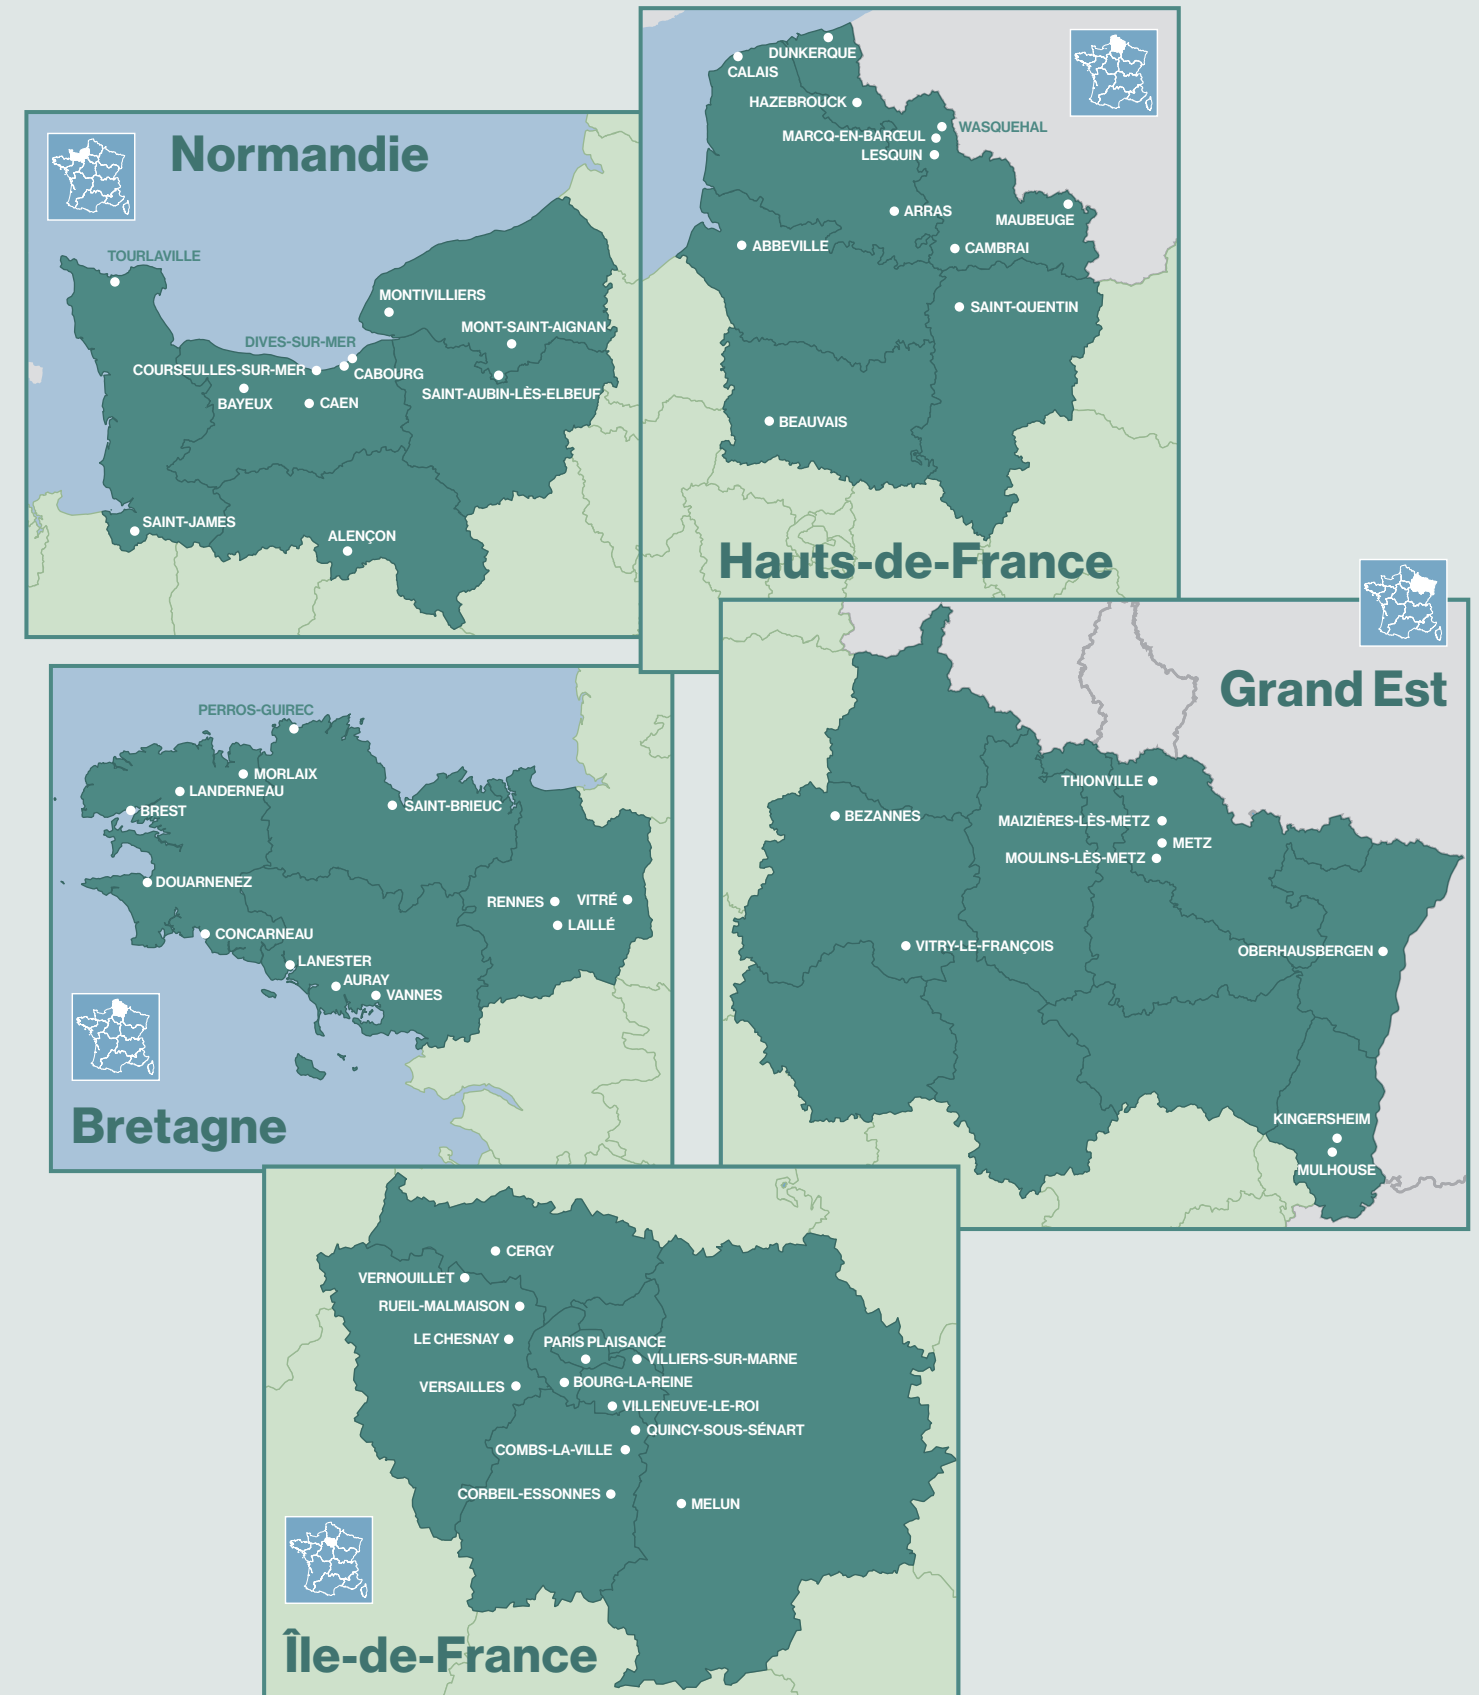 DUNKERQUE
CALAIS
HAZEBROUCK
WASQUEHAL
MARCQ-EN-BARŒUL
LESQUIN
ARRAS
MAUBEUGE
ABBEVILLE
CAMBRAI
SAINT-QUENTIN
BEAUVAIS
Hauts-de-France
Normandie
TOURLAVILLE
MONTIVILLIERS
MONT-SAINT-AIGNAN
DIVES-SUR-MER
COURSEULLES-SUR-MER
CABOURG
SAINT-AUBIN-LÈS-ELBEUF
BAYEUX
CAEN
SAINT-JAMES
ALENÇON
Grand Est
THIONVILLE
BEZANNES
MAIZIÈRES-LÈS-METZ
METZ
MOULINS-LÈS-METZ
VITRY-LE-FRANÇOIS
OBERHAUSBERGEN
KINGERSHEIM
MULHOUSE
PERROS-GUIREC
MORLAIX
LANDERNEAU
SAINT-BRIEUC
BREST
DOUARNENEZ
RENNES
VITRÉ
LAILLÉ
CONCARNEAU
LANESTER
AURAY
VANNES
Bretagne
CERGY
VERNOUILLET
RUEIL-MALMAISON
LE CHESNAY
PARIS PLAISANCE
VILLIERS-SUR-MARNE
VERSAILLES
BOURG-LA-REINE
VILLENEUVE-LE-ROI
QUINCY-SOUS-SÉNART
COMBS-LA-VILLE
CORBEIL-ESSONNES
MELUN
Île-de-France